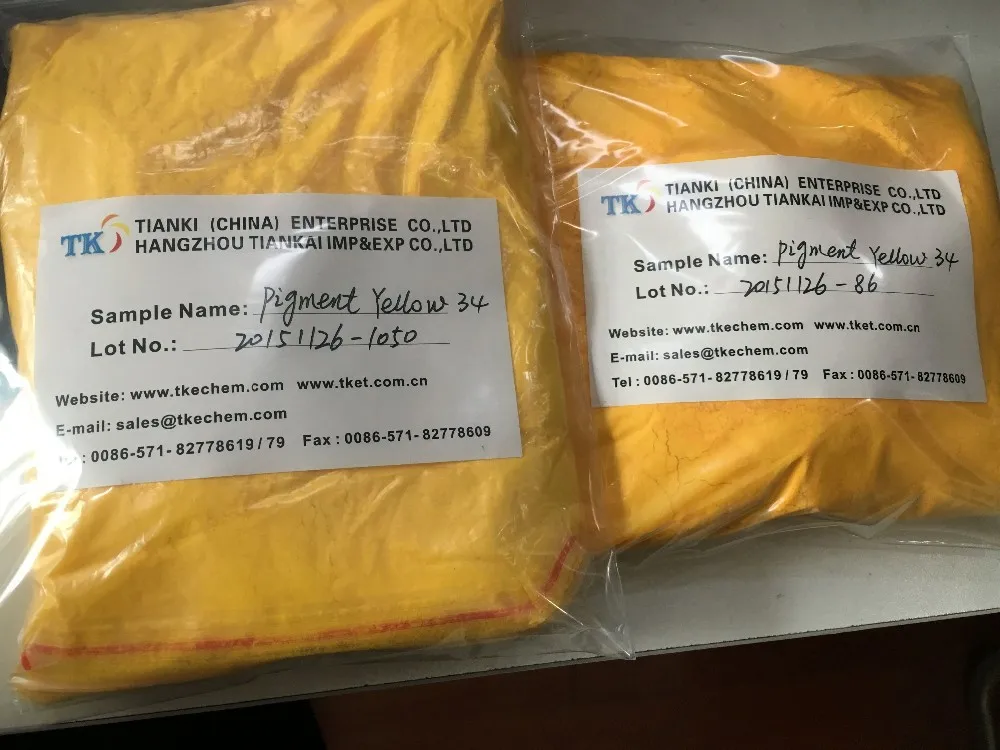 TK
TIANKI (CHINA) ENTERPRISE CO.,LTD
HANGZHOU TIANKAI IMP&EXP CO.,LTD
Sample Name: Pigment Yellow 34
Lot No.: 20151126-1050
Website: www.tkechem.com www.tket.com.cn
E-mail: sales@tkechem.com
: 0086-571-82778619/79 Fax: 0086-571-82778609
TK
TIANKI (CHINA) ENTERPRISE CO.,LTD
HANGZHOU TIANKAI IMP&EXP CO.,LTD
Sample Name: Pigment Yellow 34
Lot No.: 20151126-86
Website: www.tkechem.com www.tket.com.cn
E-mail: sales@tkechem.com
Tel: 0086-571-82778619/79 Fax: 0086-571-82778609